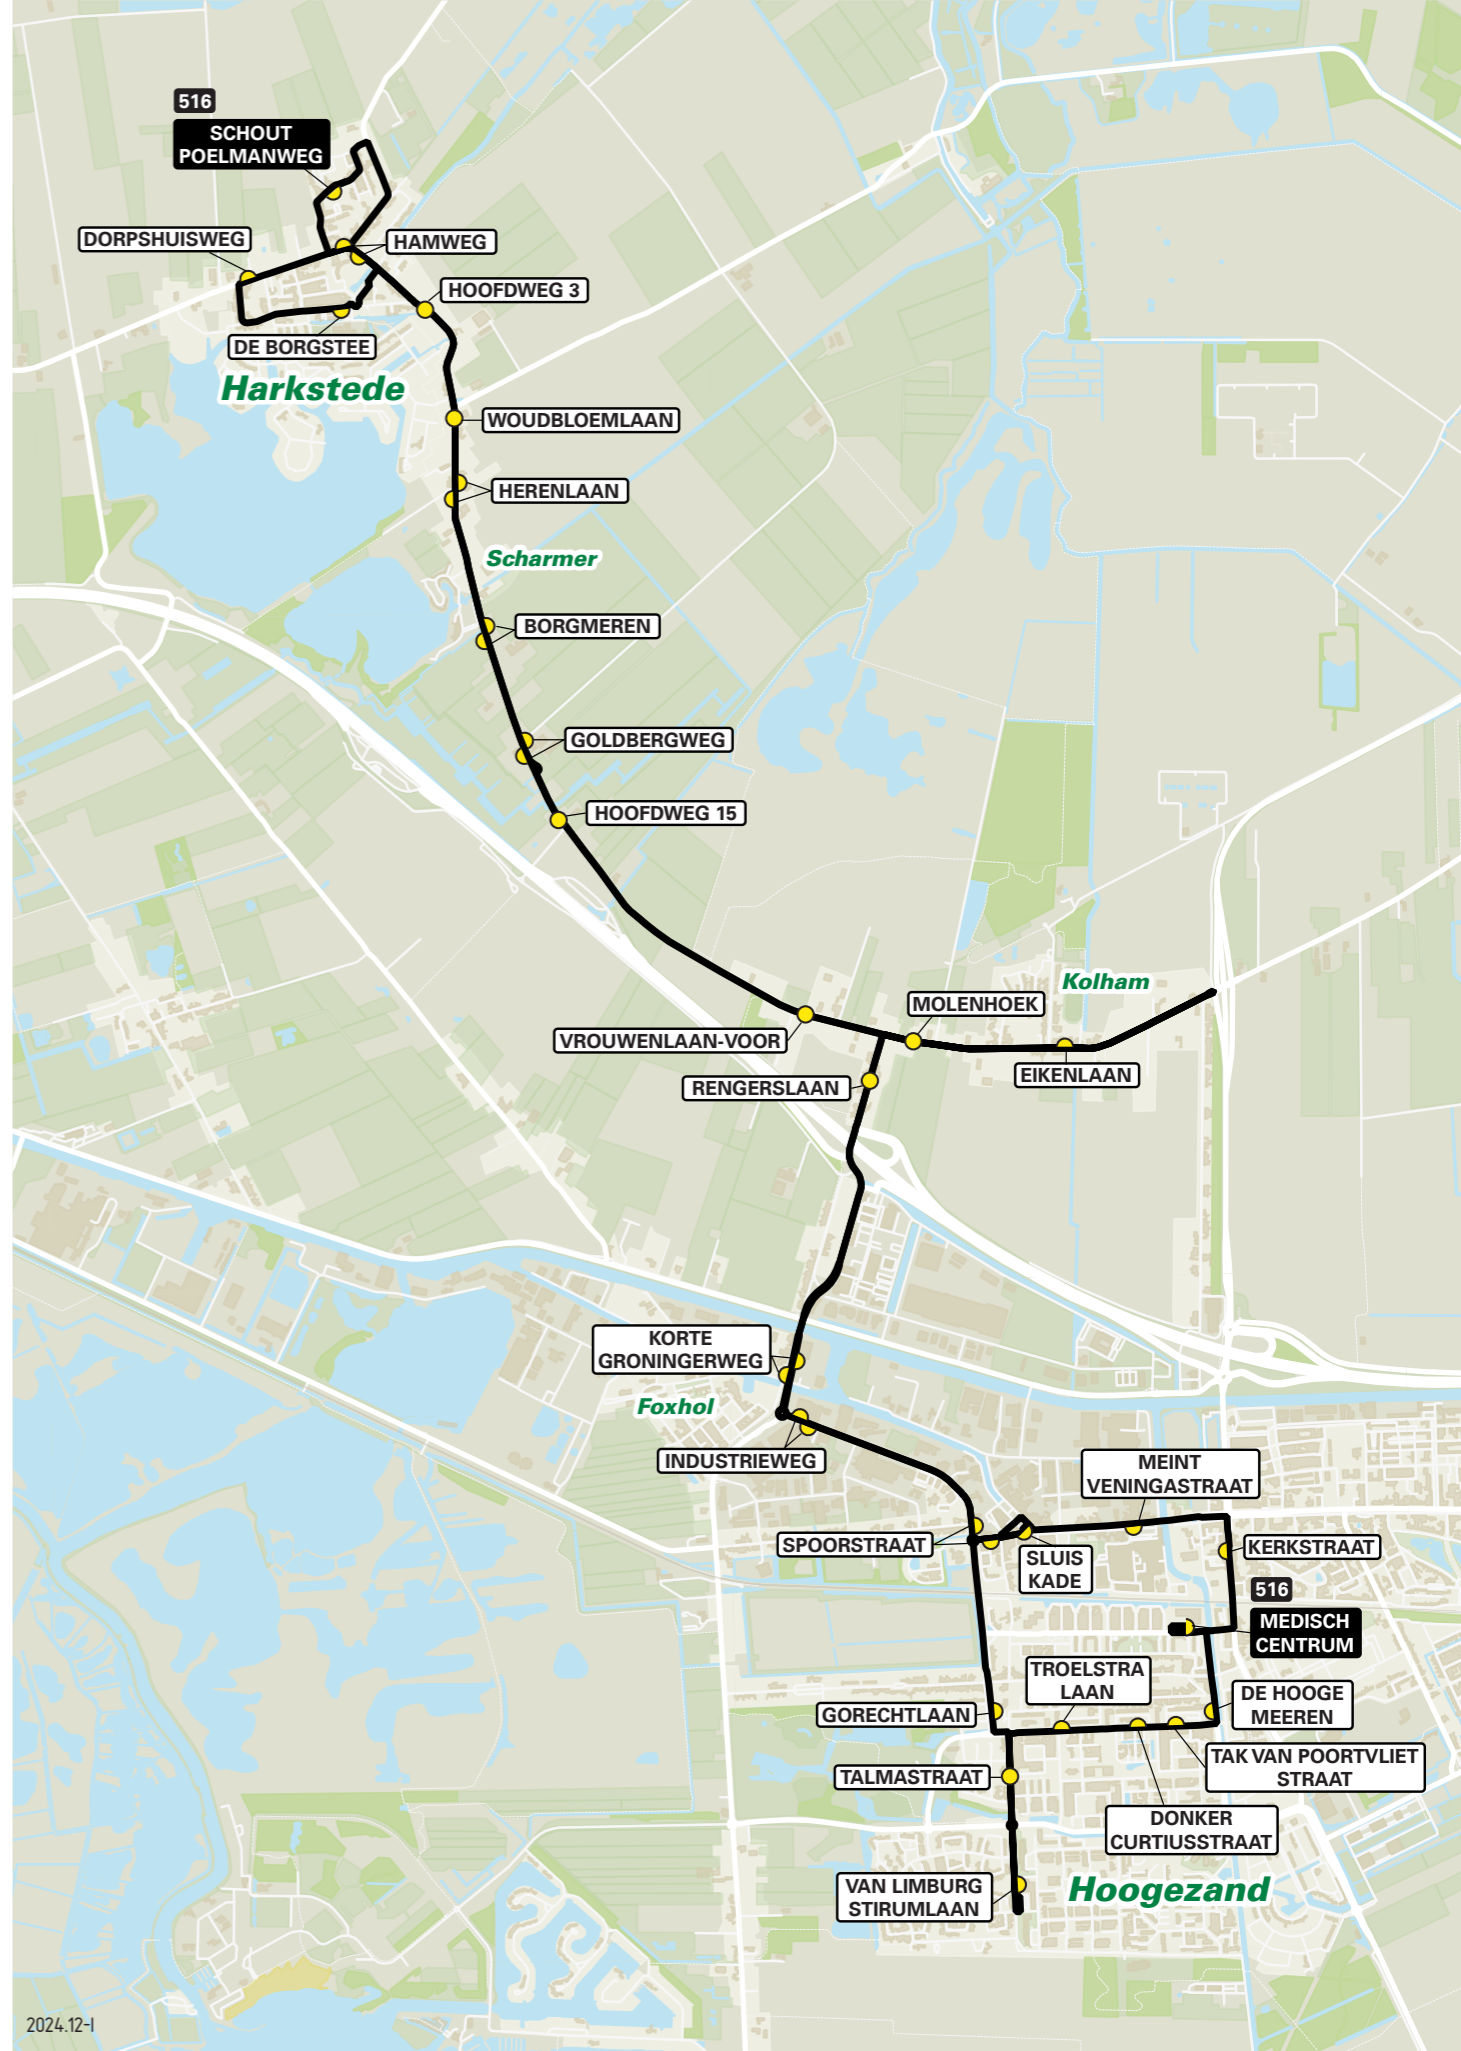 516
SCHOUT
POELMANWEG
DORPSHUISWEG
HAMWEG
HOOFDWEG 3
DE BORGSTEE
Harkstede
WOUDBLOEMLAAN
HERENLAAN
Scharmer
BORGMEREN
GOLDBERGWEG
HOOFDWEG 15
Kolham
MOLENHOEK
VROUWENLAAN-VOOR
EIKENLAAN
RENGERSLAAN
KORTE
GRONINGERWEG
Foxhol
INDUSTRIEWEG
MEINT
VENINGASTRAAT
SPOORSTRAAT
SLUIS
KADE
KERKSTRAAT
516
MEDISCH
CENTRUM
TROELSTRA
LAAN
DE HOOGE
MEEREN
GORECHTLAAN
TAK VAN POORTVLIET
STRAAT
TALMASTRAAT
DONKER
CURTIUSSTRAAT
VAN LIMBURG
STIRUMLAAN
Hoogezand
2024.12-I